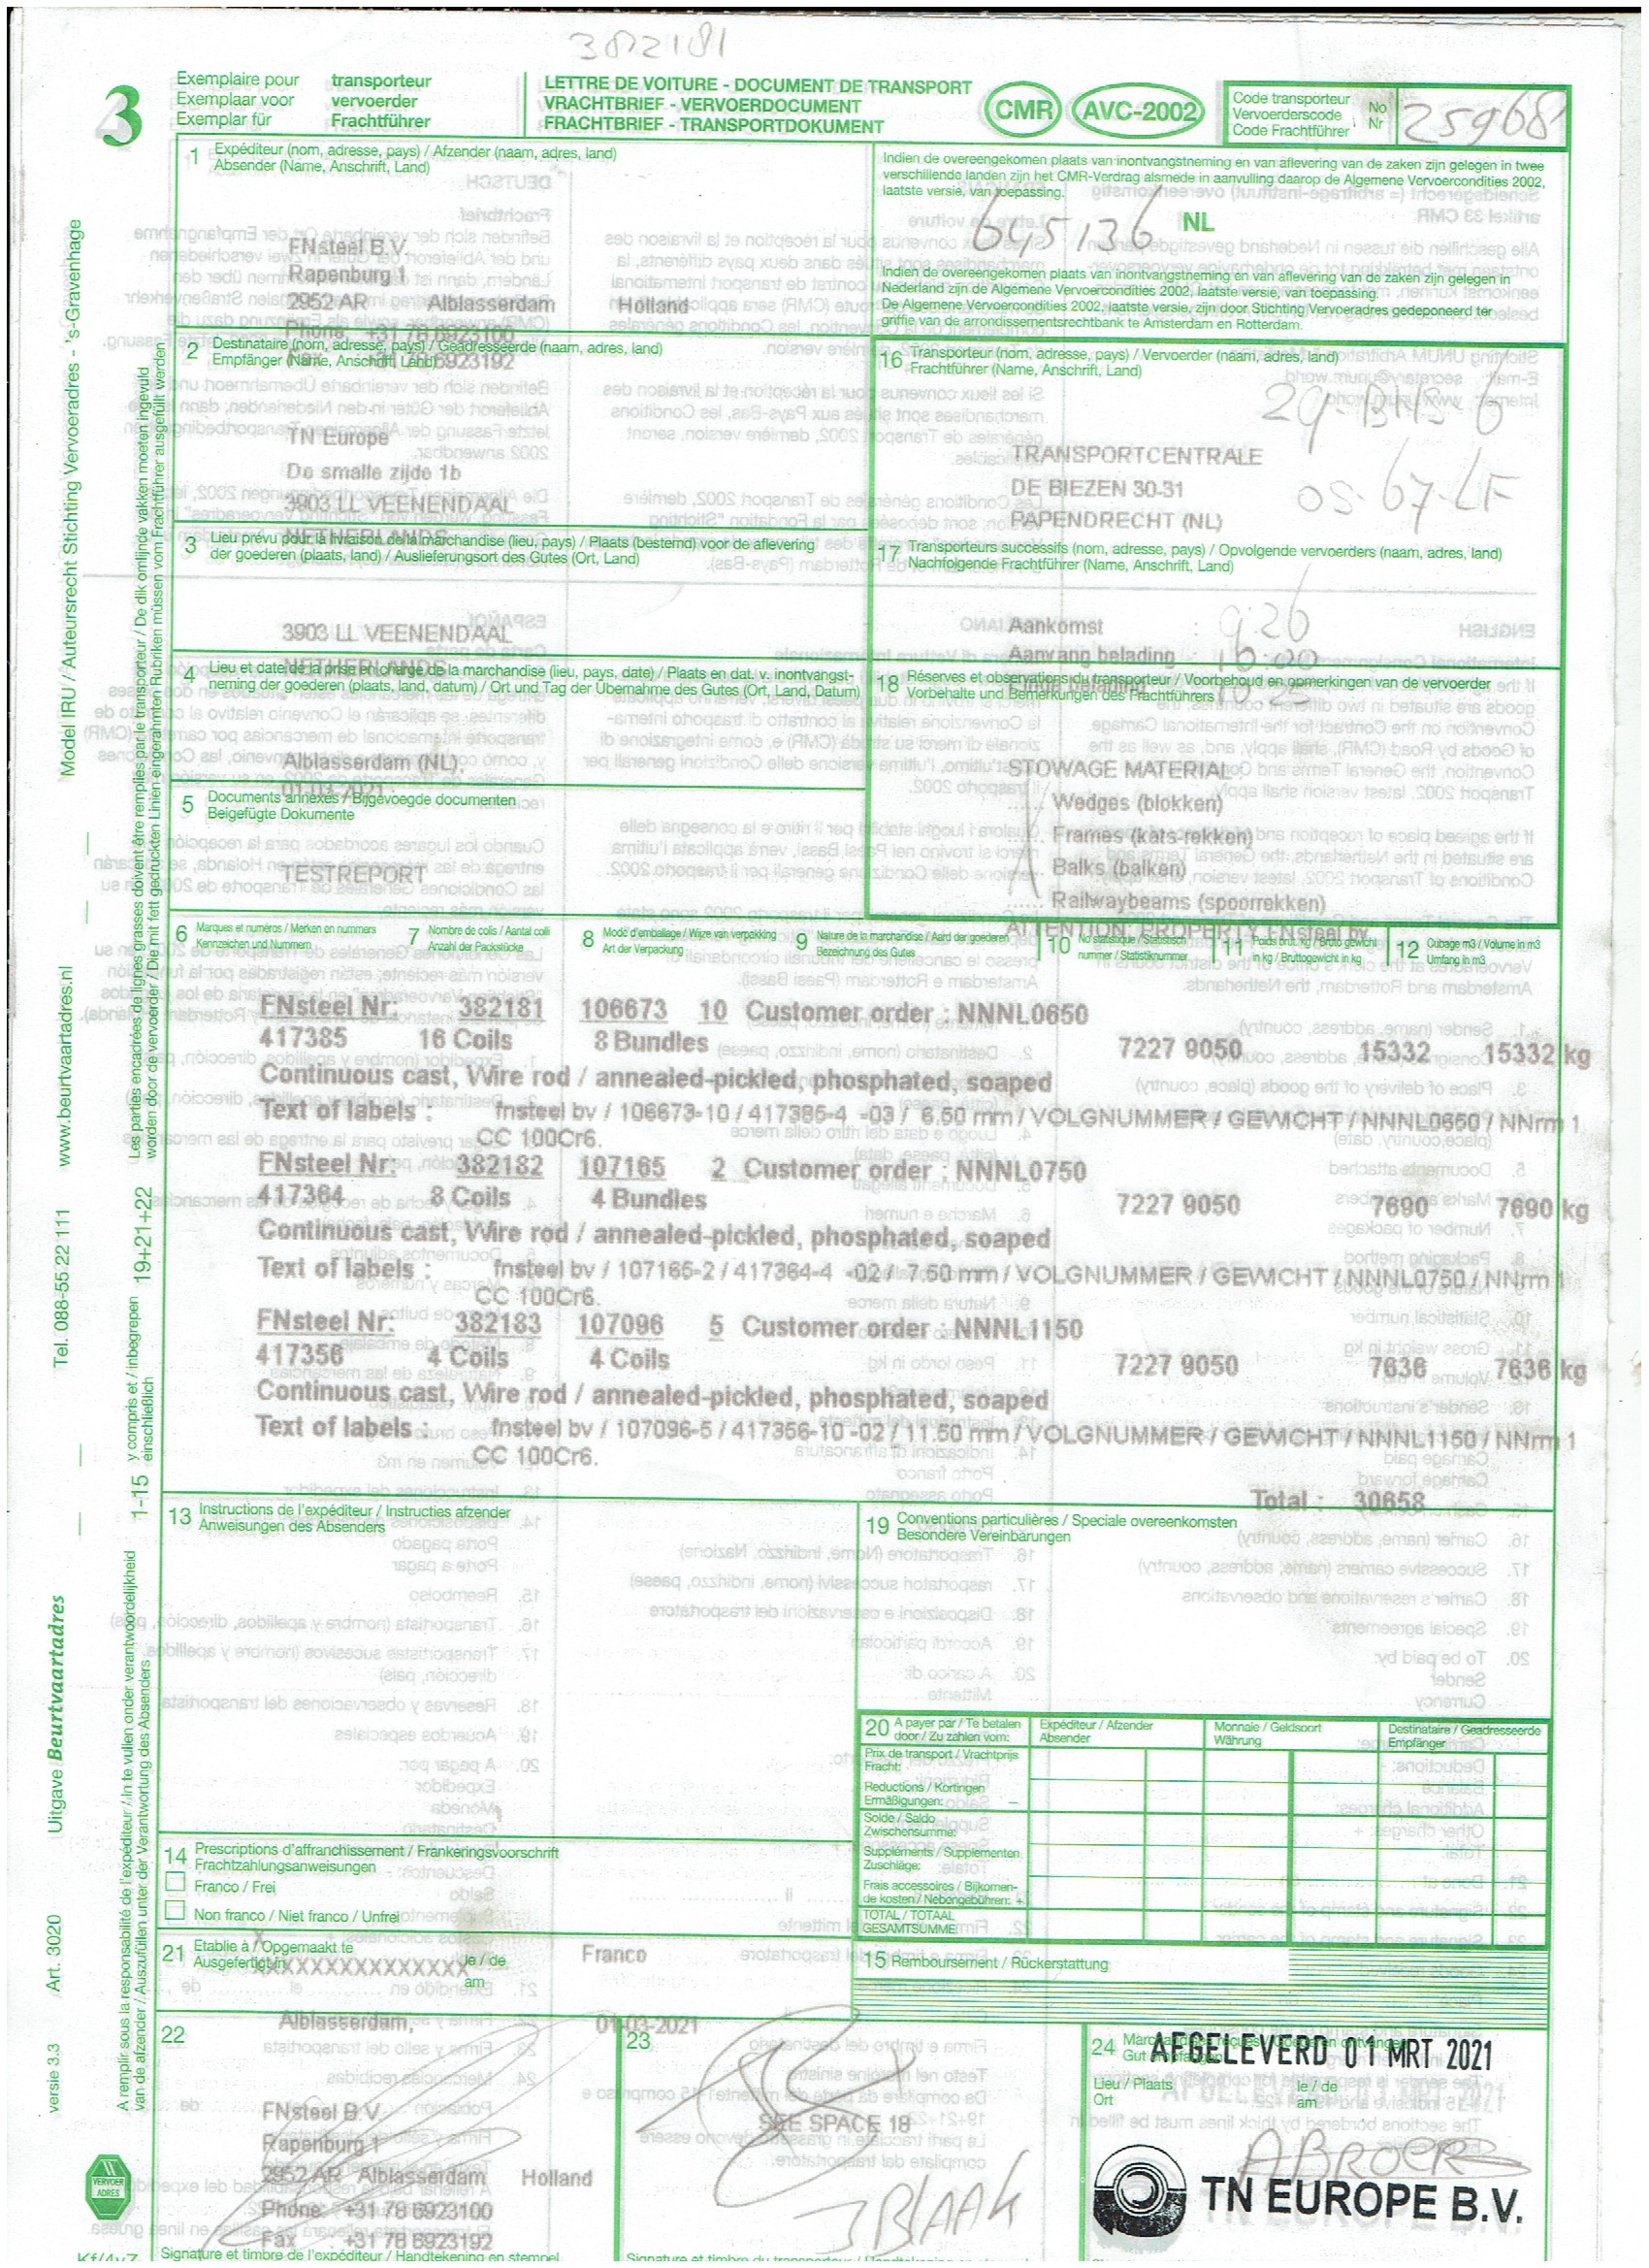 382181
3
Exemplaire pour transporteur
Exemplaar voor vervoerder
Exemplar für Frachtführer
LETTRE DE VOITURE - DOCUMENT DE TRANSPORT
VRACHTBRIEF - VERVOERDOCUMENT
FRACHTBRIEF - TRANSPORTDOKUMENT
CMR
AVC-2002
Code transporteur
Vervoerderscode
Code Frachtführer
No
Nr
25968
1 Expéditeur (nom, adresse, pays) / Afzender (naam, adres, land)
Absender (Name, Anschrift, Land)
FNsteel B.V.
Rapenburg 1
2952 AR Alblasserdam Holland
Phone +31 78 6923100
6923192
Indien de overeengekomen plaats van inontvangstneming en van aflevering van de zaken zijn gelegen in twee
verschillende landen zijn het CMR-Verdrag alsmede in aanvulling daarop de Algemene Vervoercondities 2002,
laatste versie, van toepassing.
645136
NL
Indien de overeengekomen plaats van inontvangstneming en van aflevering van de zaken zijn gelegen in
Nederland zijn de Algemene Vervoercondities 2002, laatste versie, van toepassing.
De Algemene Vervoercondities 2002, laatste versie, zijn door Stichting Vervoeradres gedeponeerd ter
griffie van de arrondissementsrechtbank te Amsterdam en Rotterdam.
2 Destinataire (nom, adresse, pays) / Geadresseerde (naam, adres, land)
Empfänger (Name, Anschrift, Land)
TN Europe
De smalle zijde 1b
3903 LL VEENENDAAL
NETHERLANDS
16 Transporteur (nom, adresse, pays) / Vervoerder (naam, adres, land)
Frachtführer (Name, Anschrift, Land)
TRANSPORTCENTRALE
DE BIEZEN 30-31
PAPENDRECHT (NL)
05-67-LF
3 Lieu prévu pour la livraison de la marchandise (lieu, pays) / Plaats (bestemd) voor de aflevering
der goederen (plaats, land) / Auslieferungsort des Gutes (Ort, Land)
3903 LL VEENENDAAL
NETHERLANDS
17 Transporteurs successifs (nom, adresse, pays) / Opvolgende vervoerders (naam, adres, land)
Nachfolgende Frachtführer (Name, Anschrift, Land)
Aankomst : 9:26
Aanvang belading : 10:00
4 Lieu et date de la prise en charge de la marchandise (lieu, pays, date) / Plaats en dat. v. inontvangst-
neming der goederen (plaats, land, datum) / Ort und Tag der Übernahme des Gutes (Ort, Land, Datum)
Alblasserdam (NL),
01-03-2021
18 Réserves et observations du transporteur / Voorbehoud en opmerkingen van de vervoerder
Vorbehalte und Bemerkungen des Frachtführers
STOWAGE MATERIAL
Wedges (blokken)
Frames (kats-rekken)
Balks (balken)
Railwaybeams (spoorrekken)
ATTENTION: PROPERTY FNsteel bv
5 Documents annexes / Bijgevoegde documenten
Beigefügte Dokumente
TESTREPORT
6 Marques et numéros / Merken en nummers
Kennzeichen und Nummern
7 Nombre de colis / Aantal colli
Anzahl der Packstücke
8 Mode d'emballage / Wijze van verpakking
Art der Verpackung
9 Nature de la marchandise / Aard der goederen
Bezeichnung des Gutes
10 No statistique / Statistisch
nummer / Statistiknummer
11 Poids brut, kg / Bruto gewicht
in kg / Bruttogewicht in kg
12 Cubage m3 / Volume in m3
Umfang in m3
FNsteel Nr: 382181 106673 10 Customer order : NNNL0650
417385 16 Coils 8 Bundles 7227 9050 15332 15332 kg
Continuous cast, Wire rod / annealed-pickled, phosphated, soaped
Text of labels : fnsteel bv / 106673-10 / 417385-4 -03 / 6.50 mm / VOLGNUMMER / GEWICHT / NNNL0650 / NNrm 1
CC 100Cr6.
FNsteel Nr: 382182 107165 2 Customer order : NNNL0750
417364 8 Coils 4 Bundles 7227 9050 7690 7690 kg
Continuous cast, Wire rod / annealed-pickled, phosphated, soaped
Text of labels : fnsteel bv / 107165-2 / 417364-4 -02 / 7.50 mm / VOLGNUMMER / GEWICHT / NNNL0750 / NNrm 1
CC 100Cr6.
FNsteel Nr: 382183 107096 5 Customer order : NNNL1150
417356 4 Coils 4 Coils 7227 9050 7636 7636 kg
Continuous cast, Wire rod / annealed-pickled, phosphated, soaped
Text of labels : fnsteel bv / 107096-5 / 417356-10 -02 / 11.50 mm / VOLGNUMMER / GEWICHT / NNNL1150 / NNrm 1
CC 100Cr6.
Total : 30658
13 Instructions de l'expéditeur / Instructies afzender
Anweisungen des Absenders
19 Conventions particulières / Speciale overeenkomsten
Besondere Vereinbarungen
20 A payer par / Te betalen
door / Zu zahlen vom:
Expéditeur / Afzender
Absender
Monnaie / Geldsoort
Währung
Destinataire / Geadresseerde
Empfänger
Prix de transport / Vrachtprijs
Fracht:
Reductions / Kortingen
Ermäßigungen: –
Solde / Saldo
Zwischensumme:
Suppléments / Supplementen
Zuschläge:
Frais accessoires / Bijkomen-
de kosten / Nebengebühren: +
TOTAL / TOTAAL
GESAMTSUMME
14 Prescriptions d'affranchissement / Frankeringsvoorschrift
Frachtzahlungsanweisungen
Franco / Frei
Non franco / Niet franco / Unfrei
21 Etablie à / Opgemaakt te
Ausgefertigt in XXXXXXXXXXXXXXX le / de
am
Franco
Alblasserdam, 01-03-2021
15 Remboursement / Rückerstattung
22
FNsteel B.V.
Rapenburg 1
2952 AR Alblasserdam Holland
Phone: +31 78 6923100
Fax : +31 78 6923192
Signature et timbre de l'expéditeur / Handtekening en stempel
23
SEE SPACE 18
J BLAAK
24
Gut empfangen
AFGELEVERD 01 MRT 2021
Lieu / Plaats
Ort
le / de
am
TN EUROPE B.V.
Model IRU / Auteursrecht Stichting Vervoeradres - 's-Gravenhage
www.beurtvaartadres.nl
Tel. 088-55 22 111
Uitgave Beurtvaartadres
Art. 3020
versie 3.3
Les parties encadrées de lignes grasses doivent être remplies par le transporteur / De dik omlijnde vakken moeten ingevuld
worden door de vervoerder / Die mit fett gedruckten Linien eingerahmten Rubriken müssen vom Frachtführer ausgefüllt werden
1-15 y compris et / inbegrepen 19+21+22
einschließlich
A remplir sous la responsabilité de l'expéditeur / In te vullen onder verantwoordelijkheid
van de afzender / Auszufüllen unter der Verantwortung des Absenders
VERVOER
ADRES